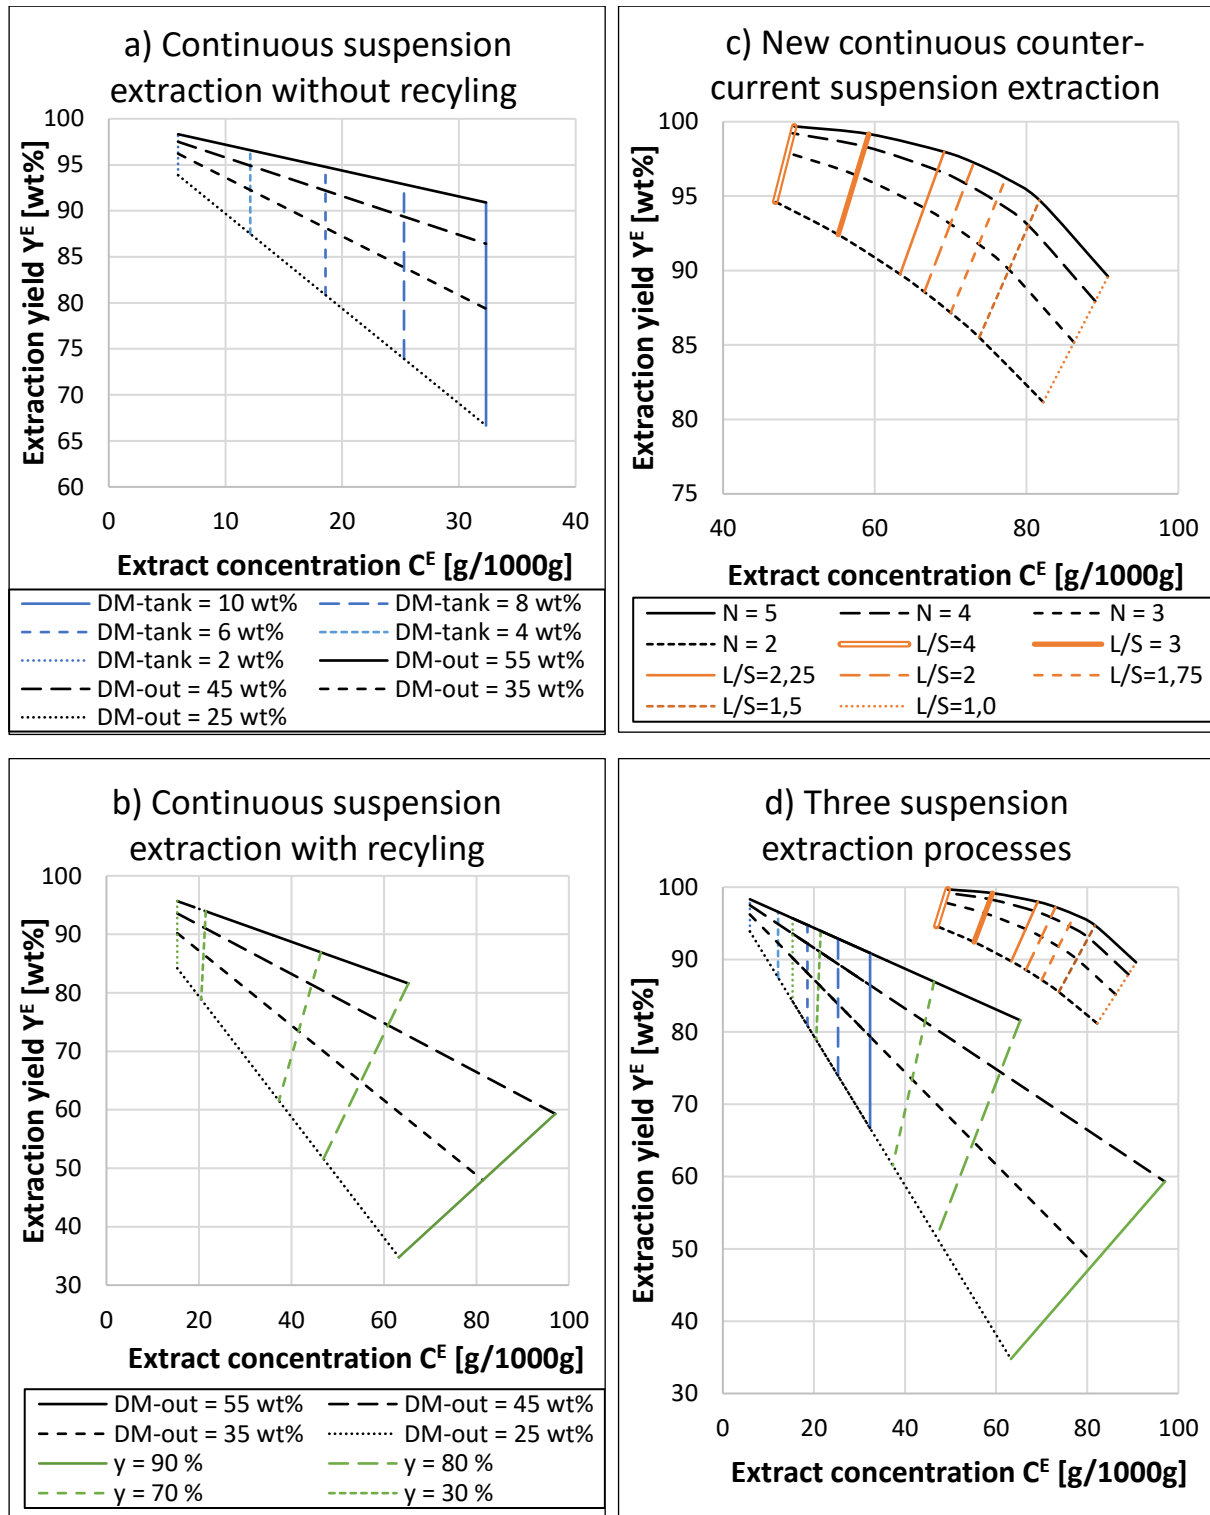 a) Continuous suspension
extraction without recyling
Extraction yield Y^E [wt%]
100
95
90
85
80
75
70
65
60
0 10 20 30 40
Extract concentration C^E [g/1000g]
DM-tank = 10 wt% DM-tank = 8 wt%
DM-tank = 6 wt% DM-tank = 4 wt%
DM-tank = 2 wt% DM-out = 55 wt%
DM-out = 45 wt% DM-out = 35 wt%
DM-out = 25 wt%
c) New continuous counter-
current suspension extraction
Extraction yield Y^E [wt%]
100
95
90
85
80
75
40 60 80 100
Extract concentration C^E [g/1000g]
N = 5 N = 4 N = 3
N = 2 L/S=4 L/S = 3
L/S=2,25 L/S=2 L/S=1,75
L/S=1,5 L/S=1,0
b) Continuous suspension
extraction with recyling
Extraction yield Y^E [wt%]
100
90
80
70
60
50
40
30
0 20 40 60 80 100
Extract concentration C^E [g/1000g]
DM-out = 55 wt% DM-out = 45 wt%
DM-out = 35 wt% DM-out = 25 wt%
y = 90 % y = 80 %
y = 70 % y = 30 %
d) Three suspension
extraction processes
Extraction yield Y^E [wt%]
100
90
80
70
60
50
40
30
0 20 40 60 80 100
Extract concentration C^E [g/1000g]